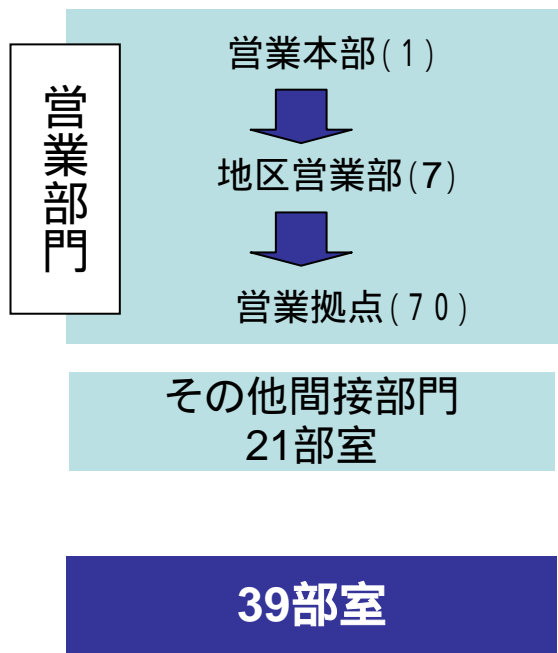 営業部門
営業本部(1)
地区営業部(7)
営業拠点(70)
その他間接部門
21部室
39部室